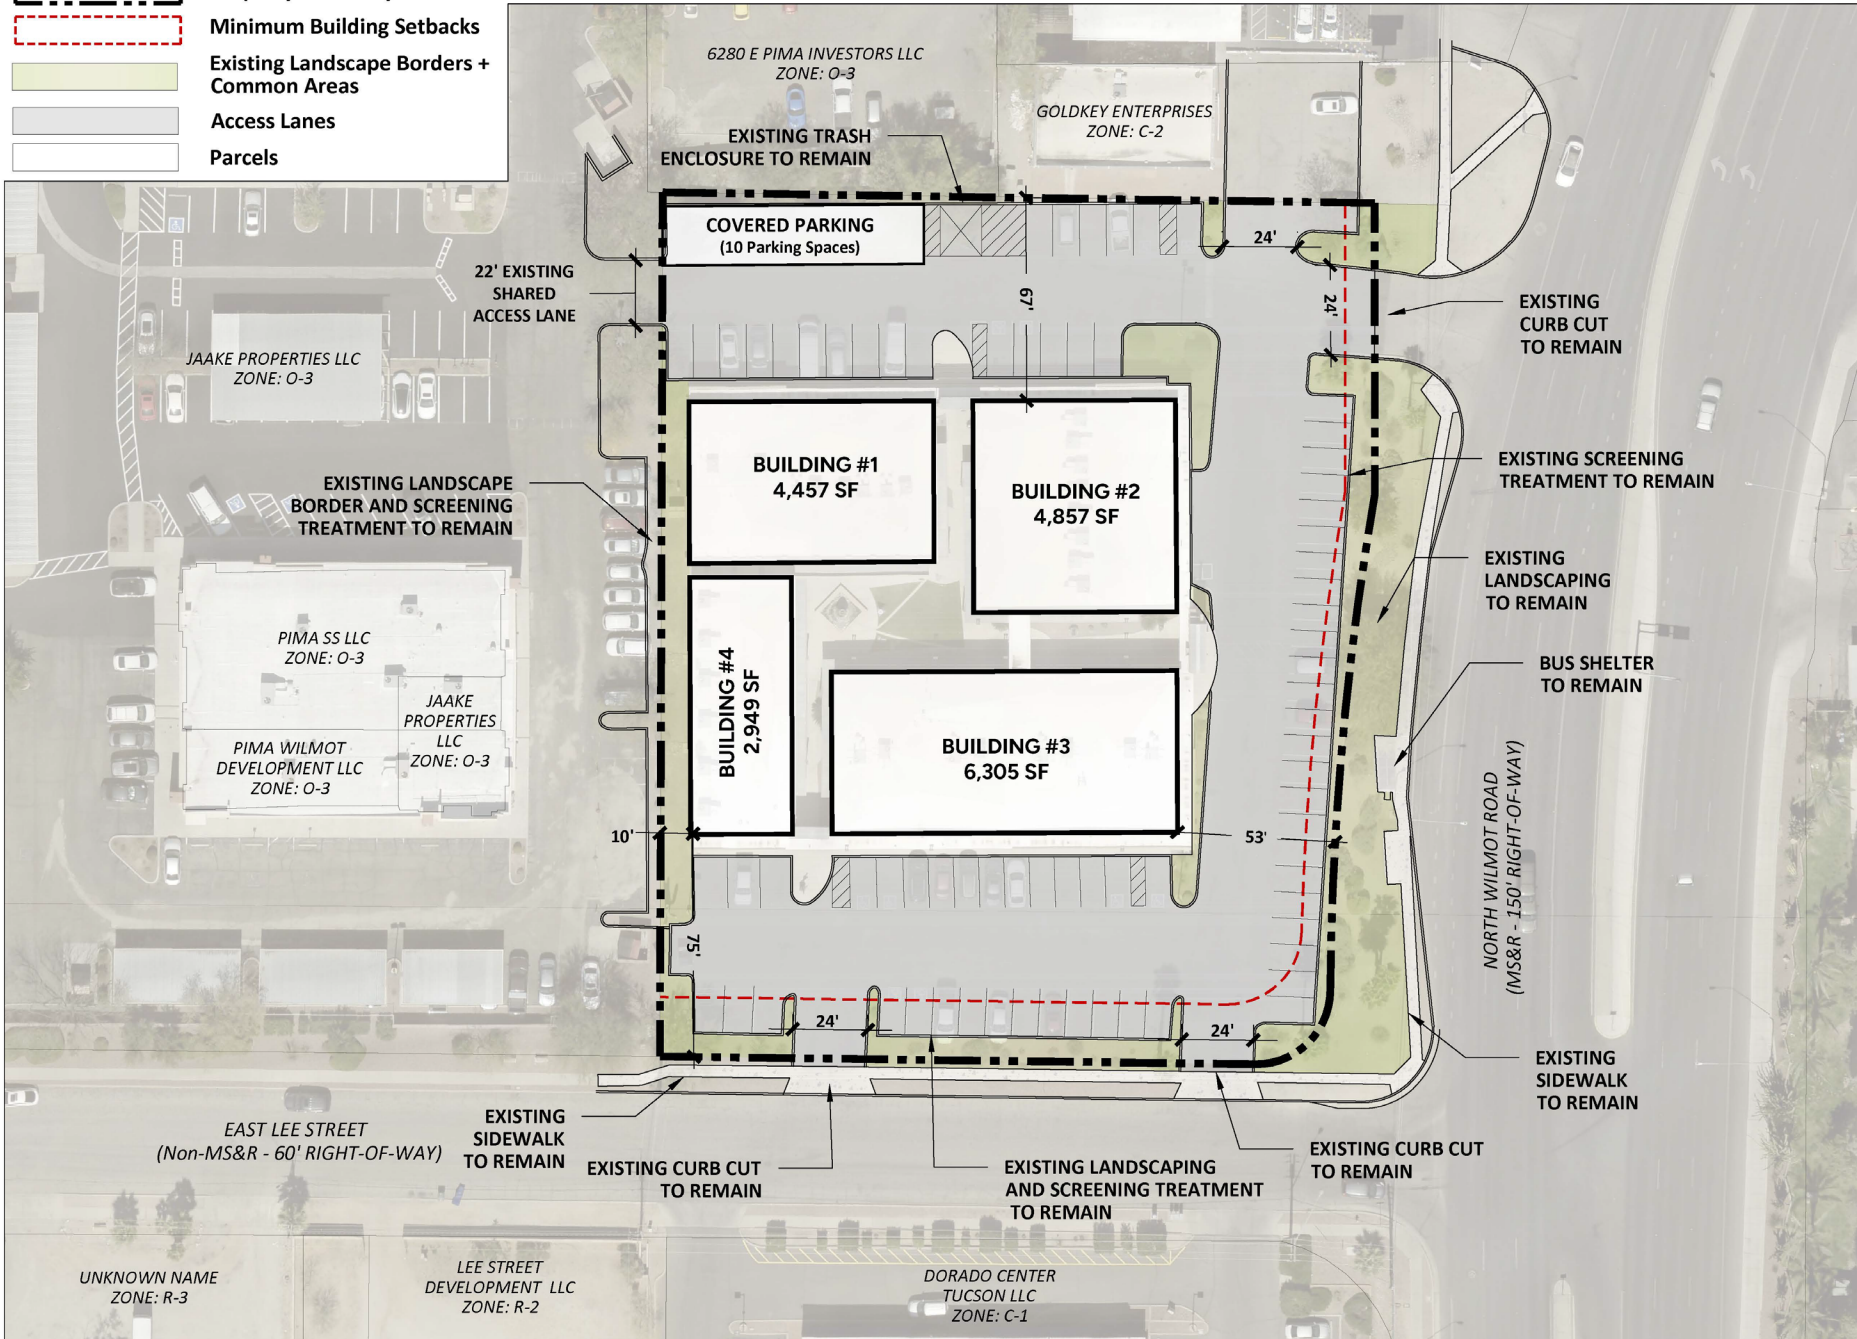 Minimum Building Setbacks
Existing Landscape Borders +
Common Areas
Access Lanes
Parcels
6280 E PIMA INVESTORS LLC
ZONE: O-3
GOLDKEY ENTERPRISES
ZONE: C-2
EXISTING TRASH
ENCLOSURE TO REMAIN
COVERED PARKING
(10 Parking Spaces)
24'
22' EXISTING
SHARED
ACCESS LANE
67'
24'
EXISTING
CURB CUT
TO REMAIN
JAAKE PROPERTIES LLC
ZONE: O-3
BUILDING #1
4,457 SF
BUILDING #2
4,857 SF
EXISTING SCREENING
TREATMENT TO REMAIN
EXISTING LANDSCAPE
BORDER AND SCREENING
TREATMENT TO REMAIN
EXISTING
LANDSCAPING
TO REMAIN
PIMA SS LLC
ZONE: O-3
BUS SHELTER
TO REMAIN
JAAKE
PROPERTIES
LLC
ZONE: O-3
BUILDING #4
2,949 SF
BUILDING #3
6,305 SF
PIMA WILMOT
DEVELOPMENT LLC
ZONE: O-3
NORTH WILMOT ROAD
(MS&R - 150' RIGHT-OF-WAY)
10'
53'
75'
24'
24'
EXISTING
SIDEWALK
TO REMAIN
EAST LEE STREET
(Non-MS&R - 60' RIGHT-OF-WAY)
EXISTING
SIDEWALK
TO REMAIN
EXISTING CURB CUT
TO REMAIN
EXISTING LANDSCAPING
AND SCREENING TREATMENT
TO REMAIN
EXISTING CURB CUT
TO REMAIN
UNKNOWN NAME
ZONE: R-3
LEE STREET
DEVELOPMENT LLC
ZONE: R-2
DORADO CENTER
TUCSON LLC
ZONE: C-1